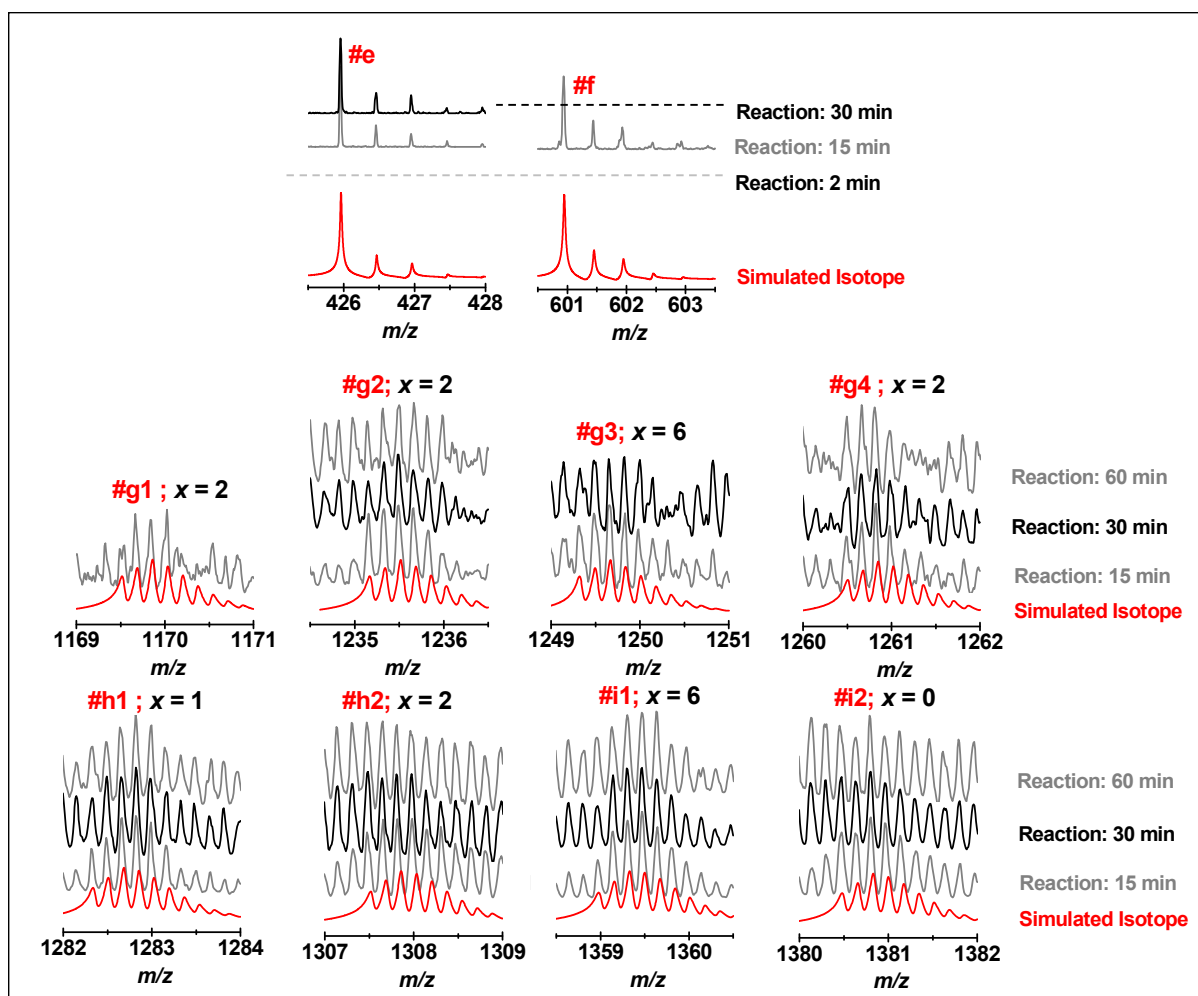 #e
#f
Reaction: 30 min
Reaction: 15 min
Reaction: 2 min
Simulated Isotope
426 427 428
601 602 603
m/z
m/z
#g1 ; x = 2
#g2; x = 2
#g3; x = 6
#g4 ; x = 2
Reaction: 60 min
Reaction: 30 min
Reaction: 15 min
Simulated Isotope
1169 1170 1171
1235 1236
1249 1250 1251
1260 1261 1262
m/z
m/z
m/z
m/z
#h1 ; x = 1
#h2; x = 2
#i1; x = 6
#i2; x = 0
Reaction: 60 min
Reaction: 30 min
Reaction: 15 min
Simulated Isotope
1282 1283 1284
1307 1308 1309
1359 1360
1380 1381 1382
m/z
m/z
m/z
m/z